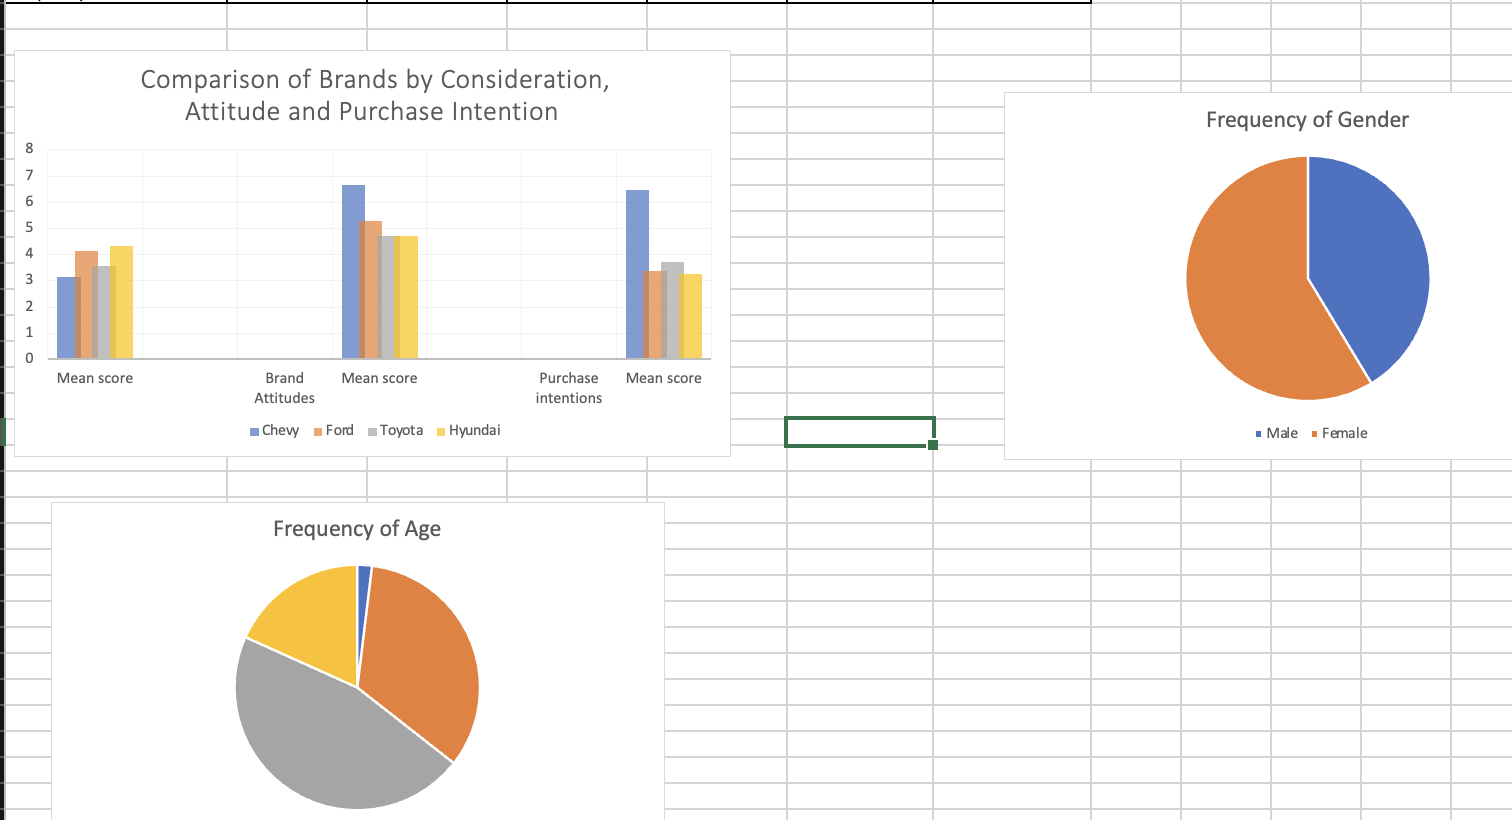 Comparison of Brands by Consideration,
Attitude and Purchase Intention
8
7
6
5
4
3
2
1
0
Mean score
Brand
Attitudes
Mean score
Purchase
intentions
Mean score
Chevy Ford Toyota Hyundai
Frequency of Gender
Male Female
Frequency of Age